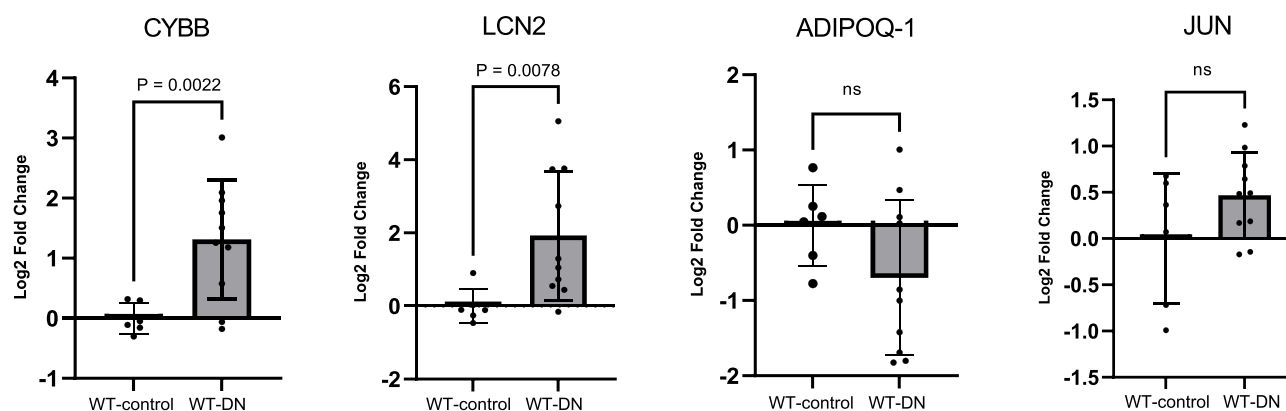 CYBB
P = 0.0022
Log2 Fold Change
4
3
2
1
0
-1
WT-control WT-DN
LCN2
P = 0.0078
Log2 Fold Change
6
4
2
0
-2
WT-control WT-DN
ADIPOQ-1
ns
Log2 Fold Change
2
1
0
-1
-2
WT-control WT-DN
JUN
ns
Log2 Fold Change
1.5
1.0
0.5
0.0
-0.5
-1.0
-1.5
WT-control WT-DN